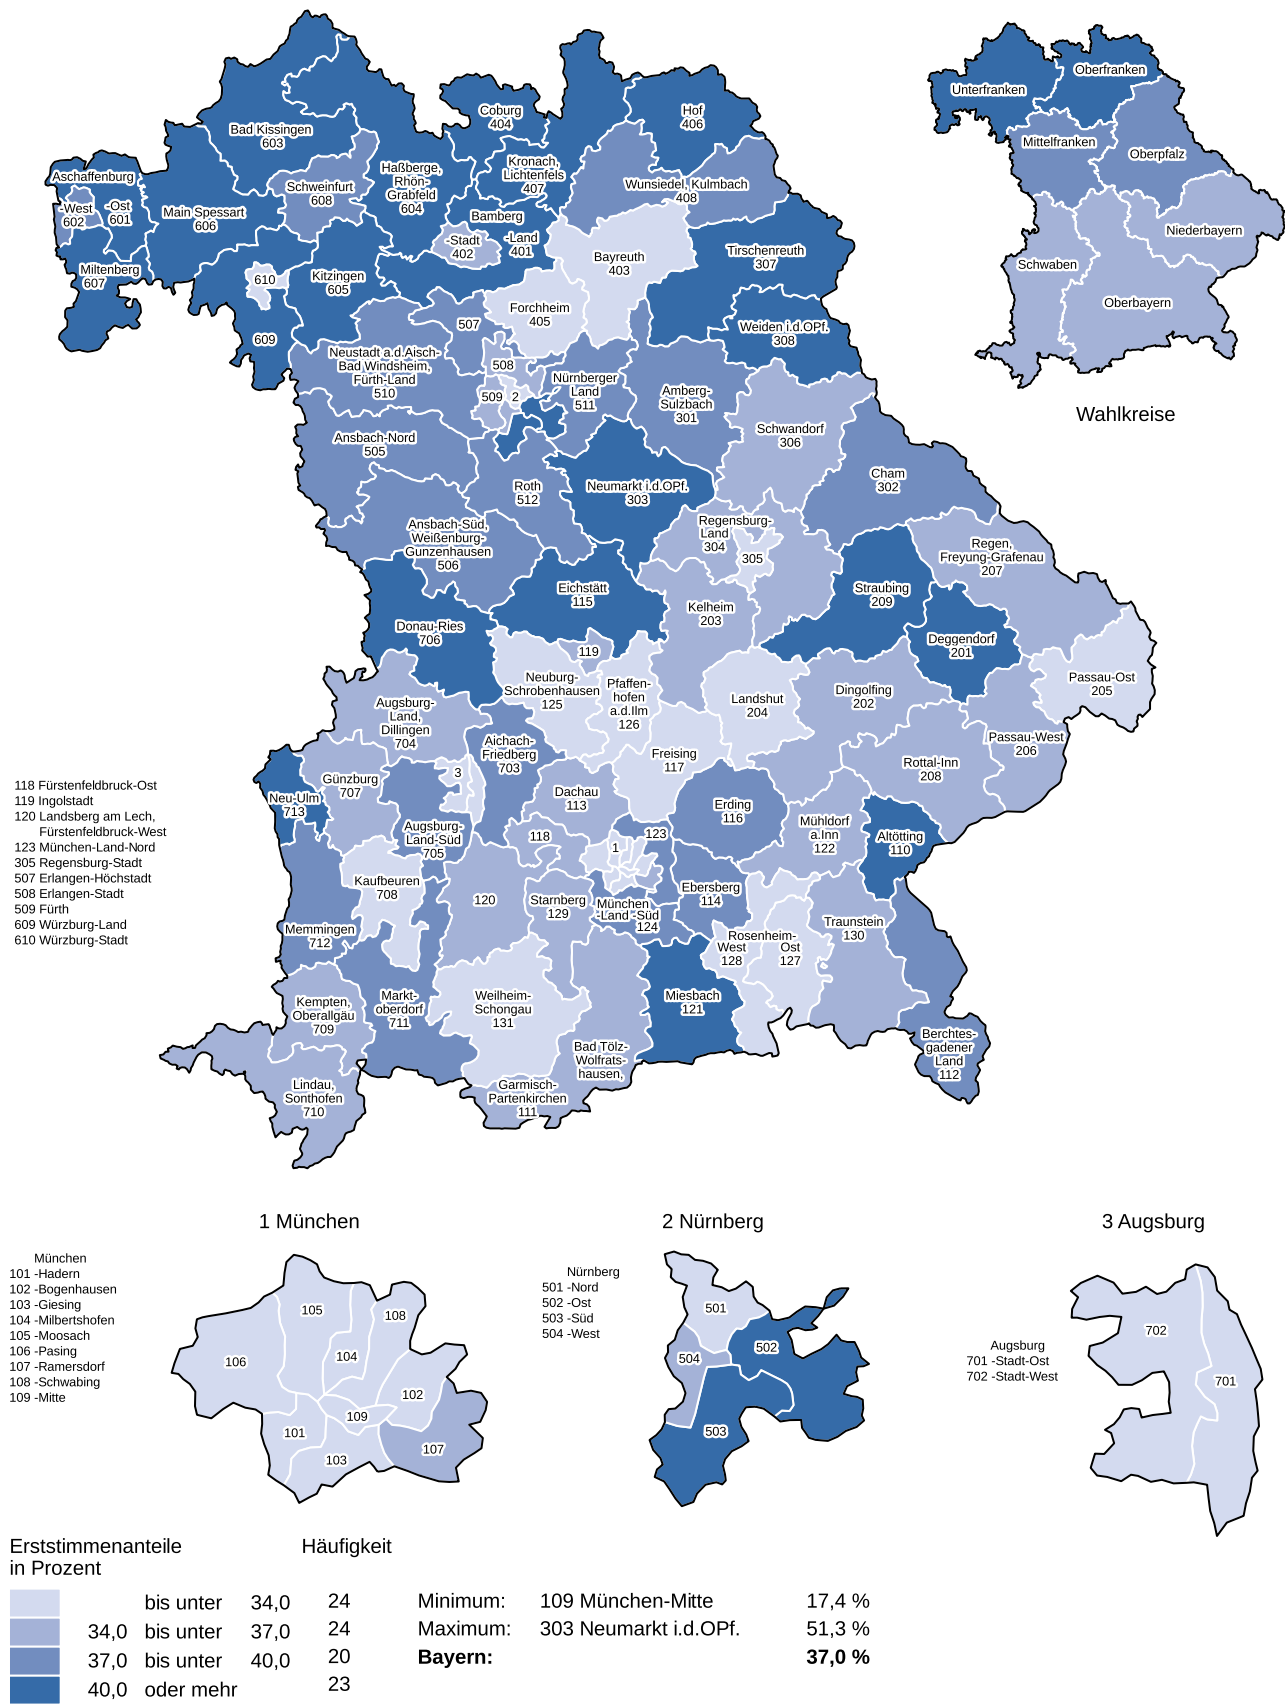 Bad Kissingen
603
Coburg
404
Hof
406
Unterfranken
Oberfranken
Mittelfranken
Oberpfalz
Niederbayern
Schwaben
Oberbayern
Wahlkreise
Aschaffenburg
-West
602
-Ost
601
Main Spessart
606
Schweinfurt
608
Haßberge,
Rhön-
Grabfeld
604
Kronach,
Lichtenfels
407
Wunsiedel, Kulmbach
408
Bamberg
-Stadt
402
-Land
401
Miltenberg
607
610
Kitzingen
605
Bayreuth
403
Tirschenreuth
307
Forchheim
405
507
609
Weiden i.d.OPf.
308
Neustadt a.d.Aisch-
Bad Windsheim,
Fürth-Land
510
508
509
2
Nürnberger
Land
511
Amberg-
Sulzbach
301
Schwandorf
306
Ansbach-Nord
505
Roth
512
Neumarkt i.d.OPf.
303
Cham
302
Ansbach-Süd,
Weißenburg-
Gunzenhausen
506
Regensburg-
Land
304
305
Regen,
Freyung-Grafenau
207
Eichstätt
115
Kelheim
203
Straubing
209
Donau-Ries
706
Deggendorf
201
119
Neuburg-
Schrobenhausen
125
Pfaffen-
hofen
a.d.Ilm
126
Landshut
204
Dingolfing
202
Passau-Ost
205
Augsburg-
Land,
Dillingen
704
Aichach-
Friedberg
703
Freising
117
Passau-West
206
Rottal-Inn
208
3
Günzburg
707
Neu-Ulm
713
Dachau
113
Erding
116
Mühldorf
a.Inn
122
Altötting
110
Augsburg-
Land-Süd
705
118
123
1
Kaufbeuren
708
120
Starnberg
129
München
-Land -Süd
124
Ebersberg
114
Memmingen
712
Rosenheim-
West
128
Ost
127
Traunstein
130
Kempten,
Oberallgäu
709
Markt-
oberdorf
711
Weilheim-
Schongau
131
Miesbach
121
Bad Tölz-
Wolfrats-
hausen,
Garmisch-
Partenkirchen
111
Berchtes-
gadener
Land
112
Lindau,
Sonthofen
710
118 Fürstenfeldbruck-Ost
119 Ingolstadt
120 Landsberg am Lech,
Fürstenfeldbruck-West
123 München-Land-Nord
305 Regensburg-Stadt
507 Erlangen-Höchstadt
508 Erlangen-Stadt
509 Fürth
609 Würzburg-Land
610 Würzburg-Stadt
1 München
München
101 -Hadern
102 -Bogenhausen
103 -Giesing
104 -Milbertshofen
105 -Moosach
106 -Pasing
107 -Ramersdorf
108 -Schwabing
109 -Mitte
105
108
104
106
102
109
101
103
107
2 Nürnberg
Nürnberg
501 -Nord
502 -Ost
503 -Süd
504 -West
501
502
504
503
3 Augsburg
Augsburg
701 -Stadt-Ost
702 -Stadt-West
702
701
Erststimmenanteile
in Prozent
Häufigkeit
bis unter 34,0 24
34,0 bis unter 37,0 24
37,0 bis unter 40,0 20
40,0 oder mehr 23
Minimum: 109 München-Mitte 17,4 %
Maximum: 303 Neumarkt i.d.OPf. 51,3 %
Bayern: 37,0 %